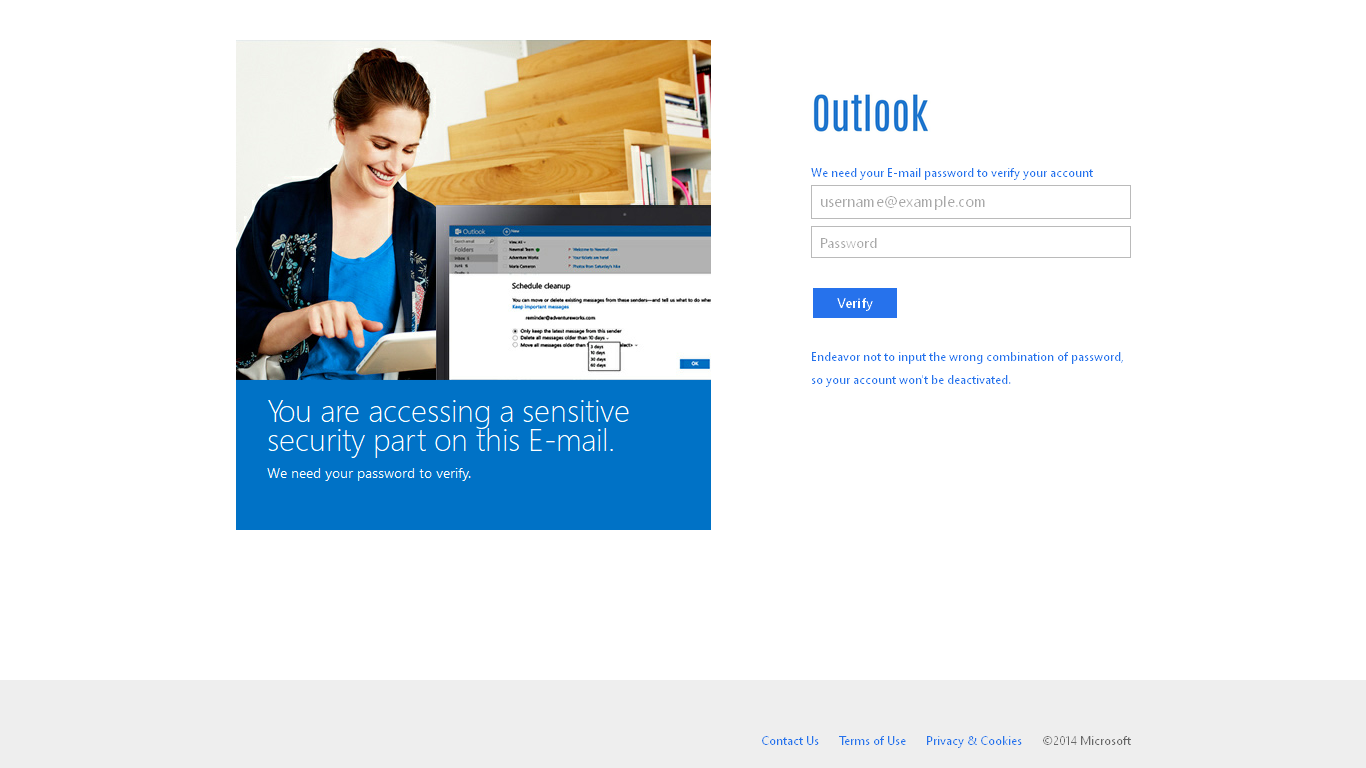 Outlook
We need your E-mail password to verify your account
username@example.com
Password
Verify
Endeavor not to input the wrong combination of password,
so your account won't be deactivated.
Outlook
New
Search email
View: All
Folders
Newmail Team
Welcome to Newmail.com
Inbox
Adventure Works
Your tickets are here!
Junk
Maria Cameron
Photos from Saturday's hike
Schedule cleanup
You can move or delete existing messages from these senders—and tell us what to do when
Keep important messages
reminder@adventureworks.com
Only keep the latest message from this sender
Delete all messages older than 10 days
Move all messages older than
3 days
10 days
30 days
60 days
OK
You are accessing a sensitive
security part on this E-mail.
We need your password to verify.
Contact Us
Terms of Use
Privacy & Cookies
©2014 Microsoft